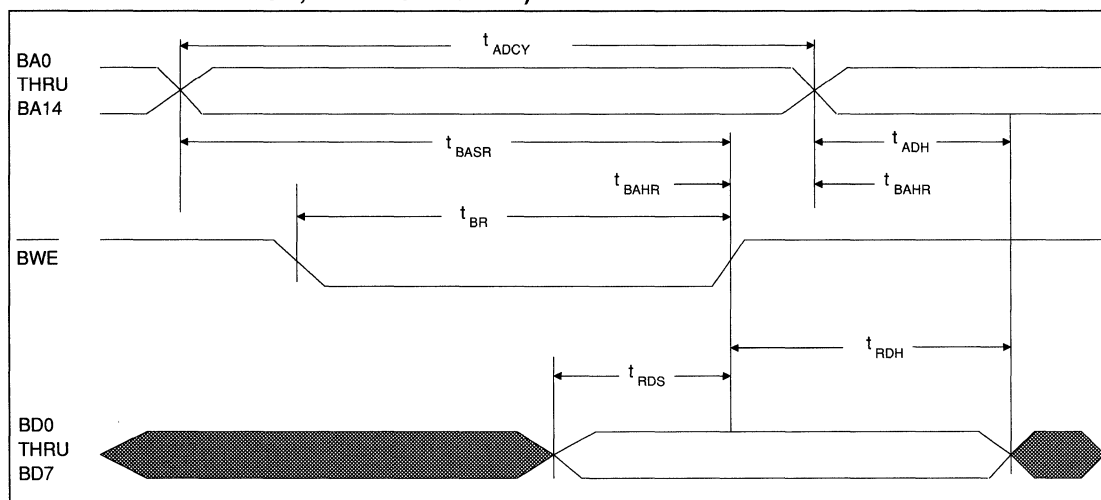 t ADCY
BA0
THRU
BA14
t BASR
t ADH
t BAHR
t BAHR
t BR
BWE
t RDH
t RDS
BD0
THRU
BD7